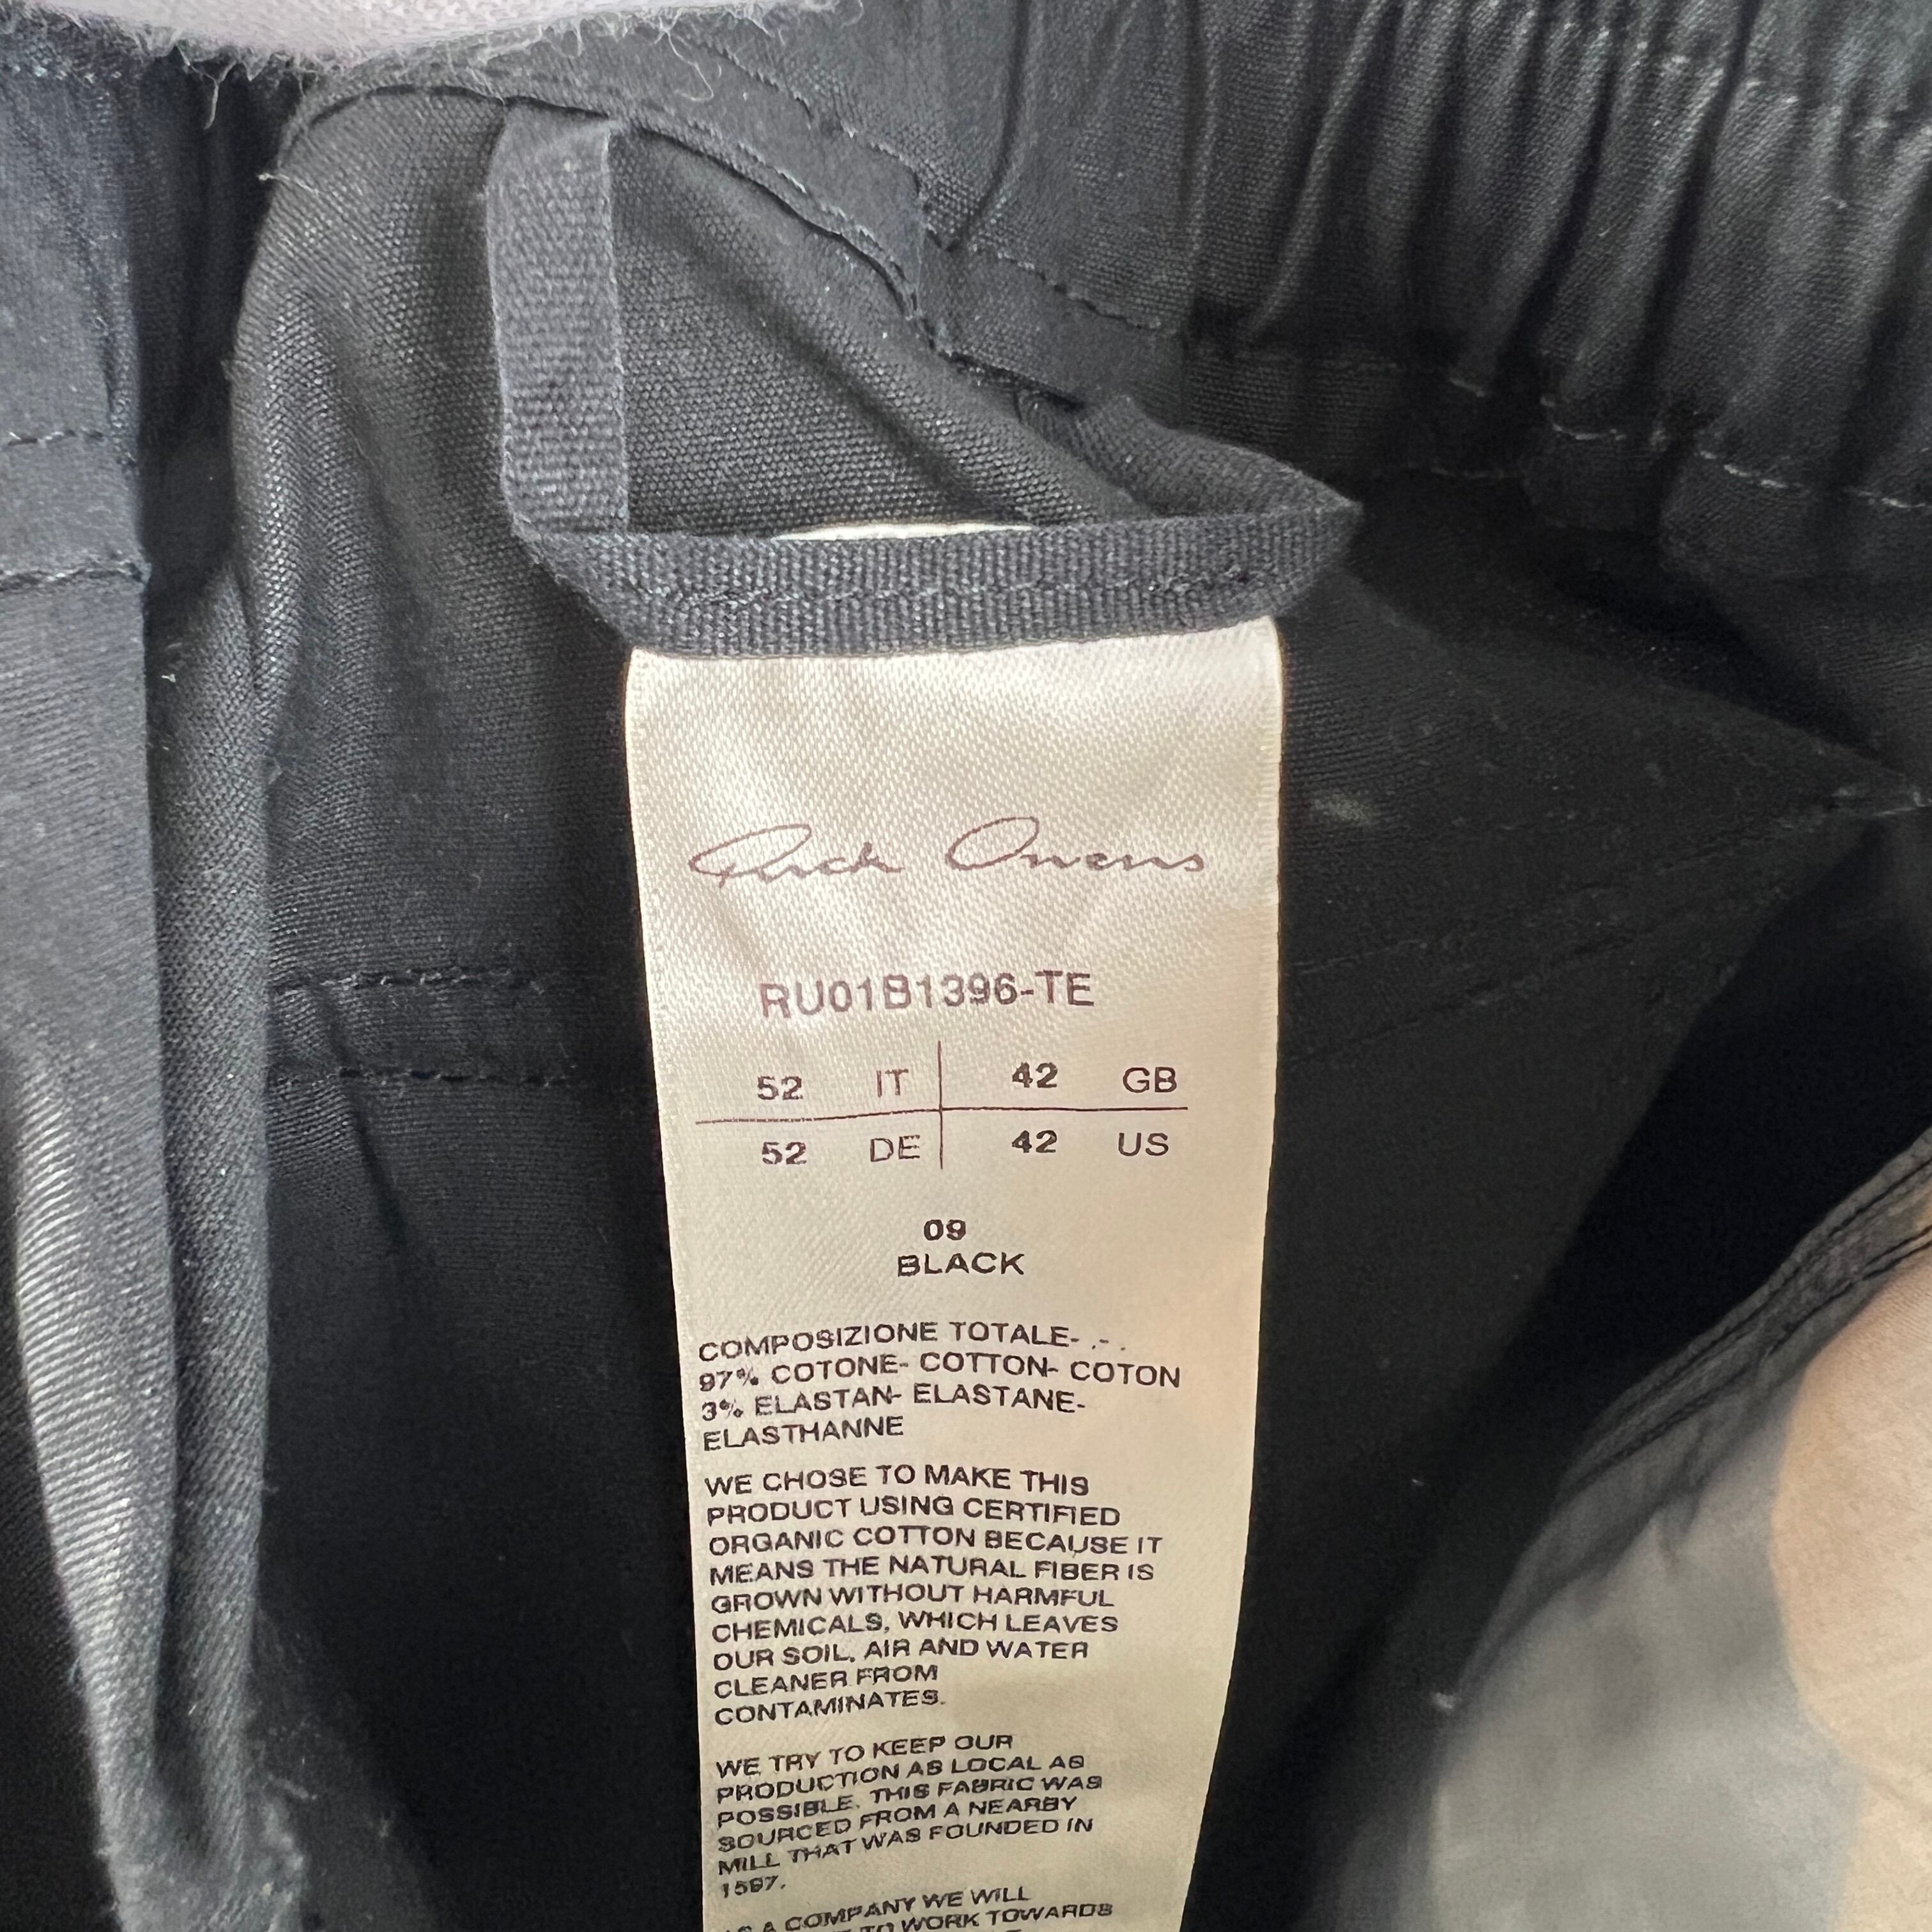 Rick Owens
RU01B1396-TE
52 IT 42 GB
52 DE 42 US
09
BLACK
COMPOSIZIONE TOTALE- .- .
97% COTONE- COTTON- COTON
3% ELASTAN- ELASTANE-
ELASTHANNE
WE CHOSE TO MAKE THIS
PRODUCT USING CERTIFIED
ORGANIC COTTON BECAUSE IT
MEANS THE NATURAL FIBER IS
GROWN WITHOUT HARMFUL
CHEMICALS, WHICH LEAVES
OUR SOIL, AIR AND WATER
CLEANER FROM
CONTAMINATES.
WE TRY TO KEEP OUR
PRODUCTION AS LOCAL AS
POSSIBLE. THIS FABRIC WAS
SOURCED FROM A NEARBY
MILL THAT WAS FOUNDED IN
1597.
A COMPANY WE WILL
TO WORK TOWARDS